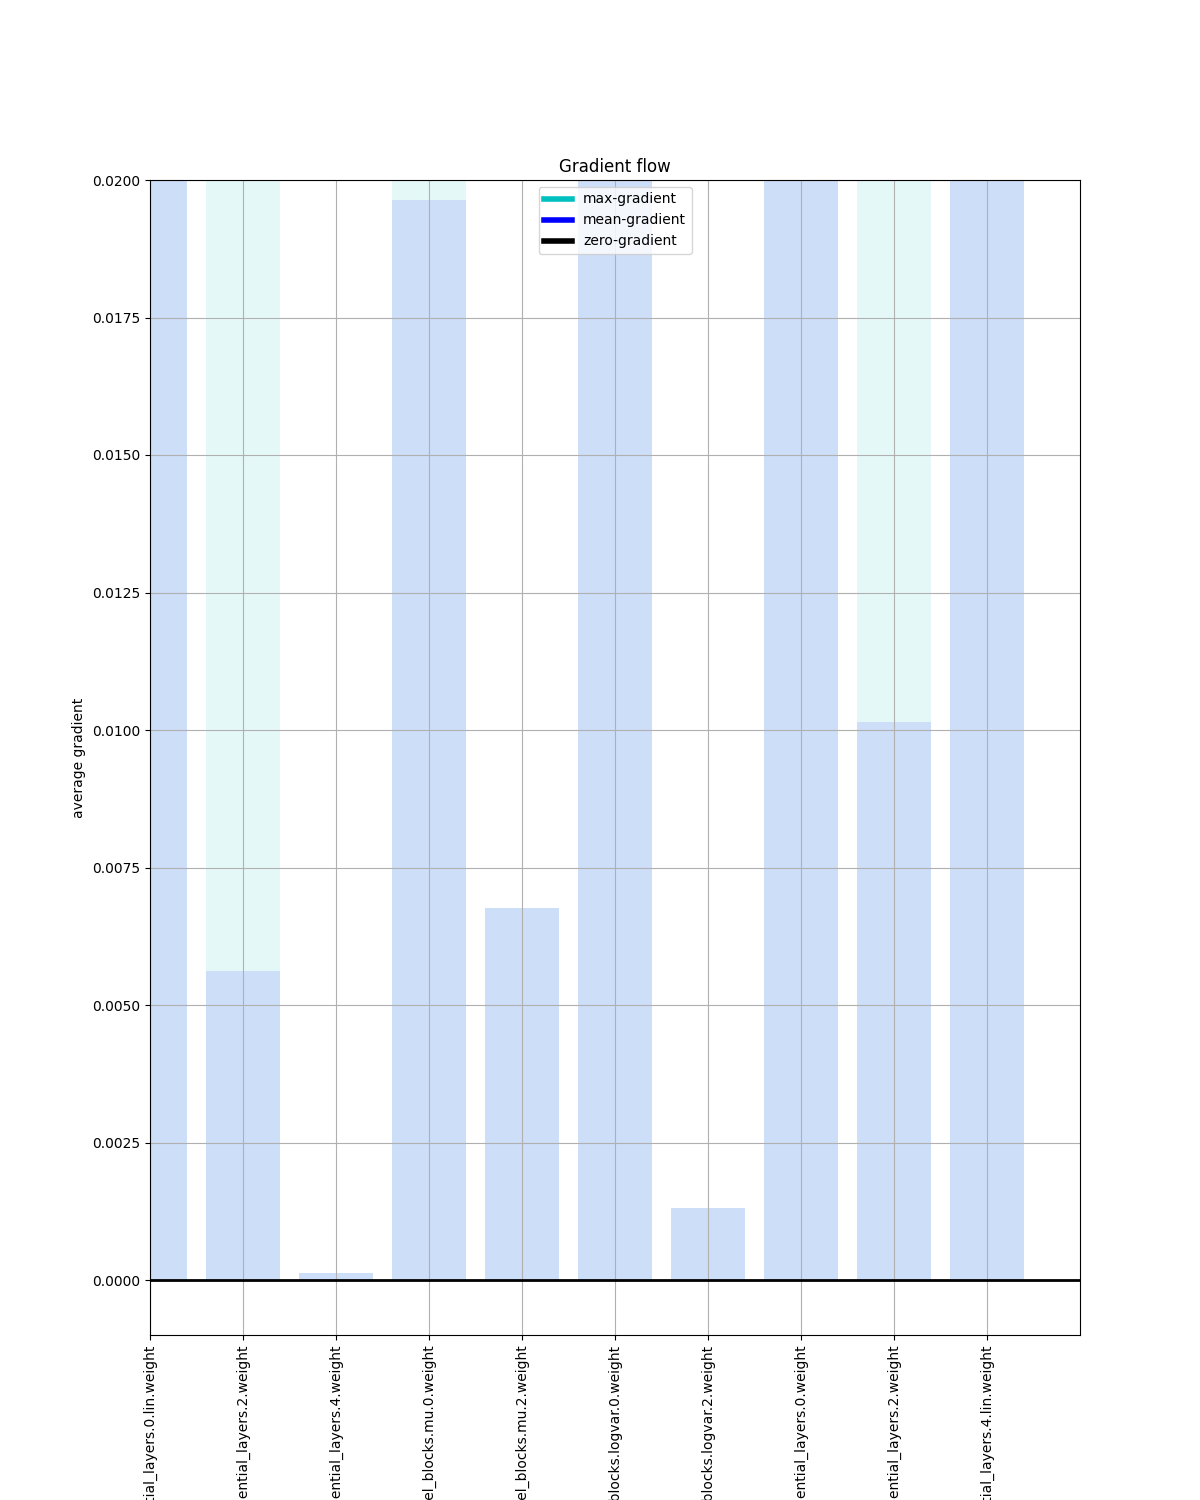 Gradient flow
max-gradient
mean-gradient
zero-gradient
0.0200
0.0175
0.0150
0.0125
0.0100
0.0075
0.0050
0.0025
0.0000
average gradient
tial_layers.0.lin.weight
ential_layers.2.weight
ential_layers.4.weight
el_blocks.mu.0.weight
el_blocks.mu.2.weight
blocks.logvar.0.weight
blocks.logvar.2.weight
ential_layers.0.weight
ential_layers.2.weight
tial_layers.4.lin.weight